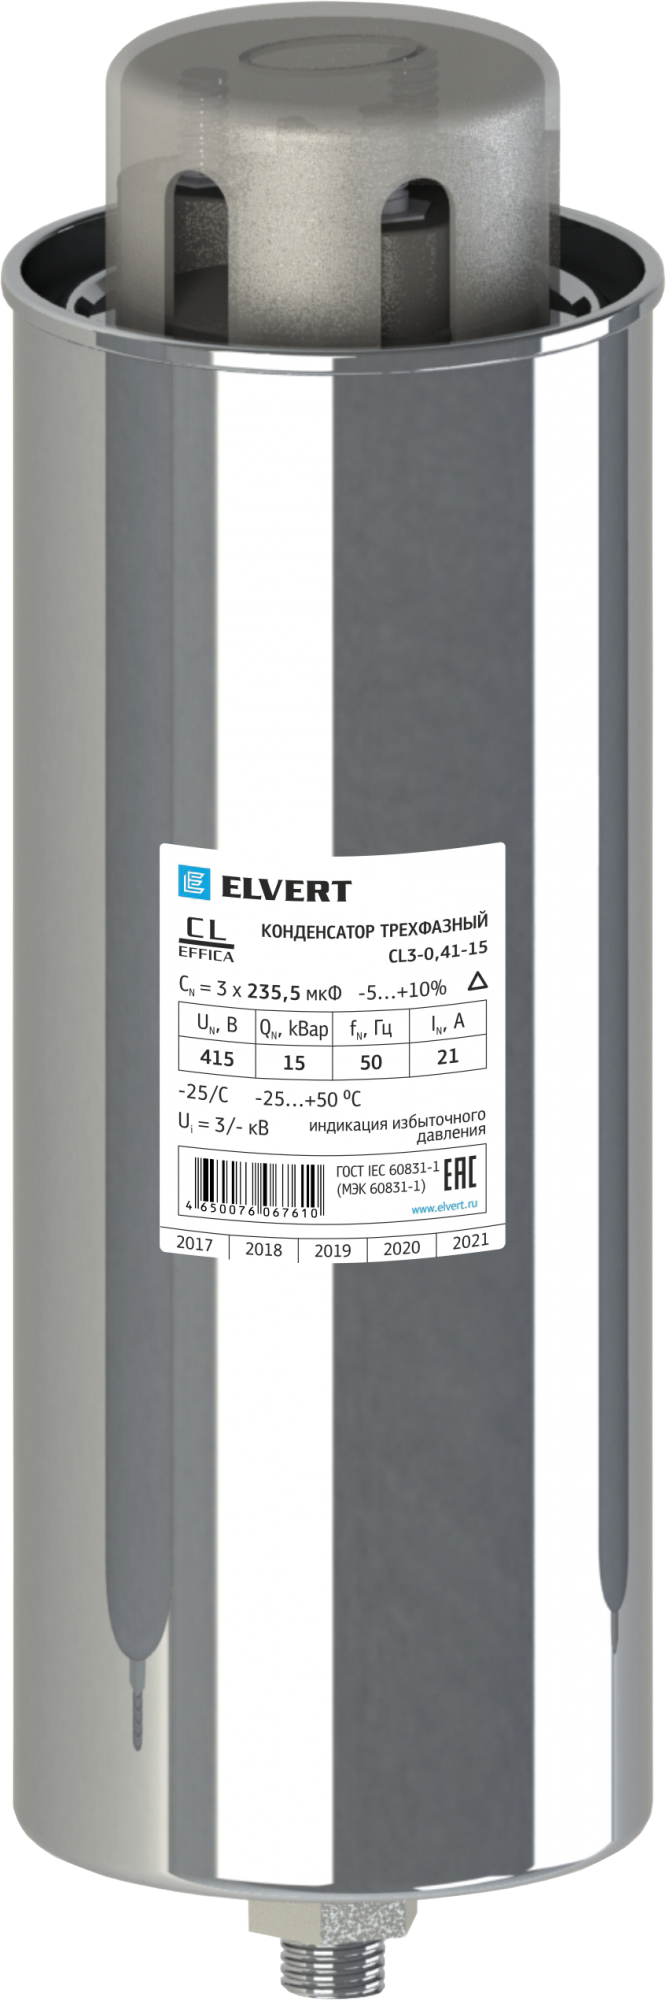 ELVERT
CL
EFFICA
КОНДЕНСАТОР ТРЕХФАЗНЫЙ
CL3-0,41-15
CN = 3 x 235,5 мкФ -5...+10%
UN, В QN, kВар fN, Гц IN, А
415 15 50 21
-25/C -25...+50 ⁰C
Ui = 3/- кВ
индикация избыточного
давления
ГОСТ IEC 60831-1
(МЭК 60831-1)
EAC
www.elvert.ru
4 650076 067610
2017 2018 2019 2020 2021